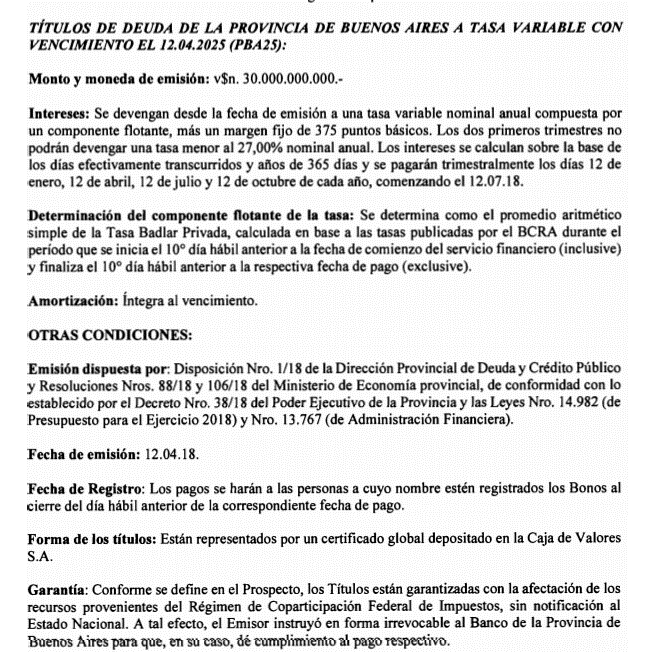 TÍTULOS DE DEUDA DE LA PROVINCIA DE BUENOS AIRES A TASA VARIABLE CON
VENCIMIENTO EL 12.04.2025 (PBA25):
Monto y moneda de emisión: v$n. 30.000.000.000.-
Intereses: Se devengan desde la fecha de emisión a una tasa variable nominal anual compuesta por
un componente flotante, más un margen fijo de 375 puntos básicos. Los dos primeros trimestres no
podrán devengar una tasa menor al 27,00% nominal anual. Los intereses se calculan sobre la base de
los días efectivamente transcurridos y años de 365 días y se pagarán trimestralmente los días 12 de
enero, 12 de abril, 12 de julio y 12 de octubre de cada año, comenzando el 12.07.18.
Determinación del componente flotante de la tasa: Se determina como el promedio aritmético
simple de la Tasa Badlar Privada, calculada en base a las tasas publicadas por el BCRA durante el
período que se inicia el 10° día hábil anterior a la fecha de comienzo del servicio financiero (inclusive)
y finaliza el 10° día hábil anterior a la respectiva fecha de pago (exclusive).
Amortización: Íntegra al vencimiento.
OTRAS CONDICIONES:
Emisión dispuesta por: Disposición Nro. 1/18 de la Dirección Provincial de Deuda y Crédito Público
y Resoluciones Nros. 88/18 y 106/18 del Ministerio de Economía provincial, de conformidad con lo
establecido por el Decreto Nro. 38/18 del Poder Ejecutivo de la Provincia y las Leyes Nro. 14.982 (de
Presupuesto para el Ejercicio 2018) y Nro. 13.767 (de Administración Financiera).
Fecha de emisión: 12.04.18.
Fecha de Registro: Los pagos se harán a las personas a cuyo nombre estén registrados los Bonos al
cierre del día hábil anterior de la correspondiente fecha de pago.
Forma de los títulos: Están representados por un certificado global depositado en la Caja de Valores
S.A.
Garantía: Conforme se define en el Prospecto, los Títulos están garantizadas con la afectación de los
recursos provenientes del Régimen de Coparticipación Federal de Impuestos, sin notificación al
Estado Nacional. A tal efecto, el Emisor instruyó en forma irrevocable al Banco de la Provincia de
Buenos Aires para que, en su caso, dé cumplimiento al pago respectivo.